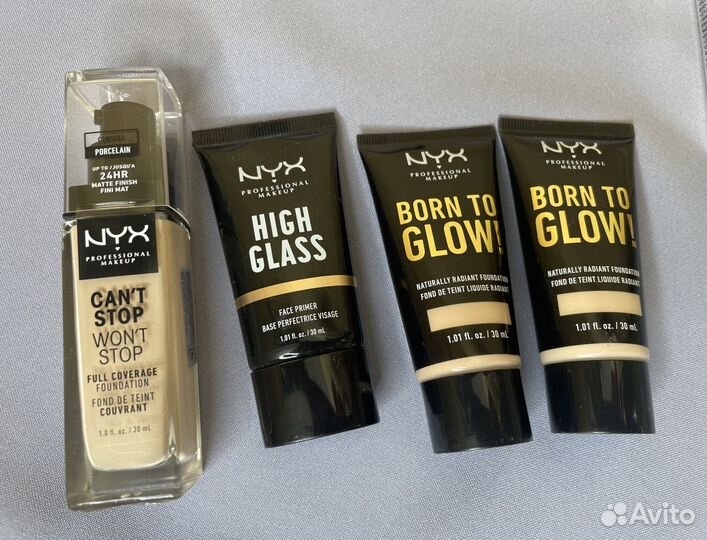 PORCELAIN
UP TO / JUSQU'A
24HR
MATTE FINISH
FINI MAT
NYX
PROFESSIONAL
MAKEUP
CAN'T
STOP
WON'T
STOP
FULL COVERAGE
FOUNDATION
FOND DE TEINT
COUVRANT
1.0 fl. oz. / 30 mL
NYX
PROFESSIONAL
MAKEUP
HIGH
GLASS
FACE PRIMER
BASE PERFECTRICE VISAGE
1.01 fl. oz. / 30 mL
NYX
PROFESSIONAL
MAKEUP
BORN TO
GLOW!
NATURALLY RADIANT FOUNDATION
FOND DE TEINT LIQUIDE RADIANT
1.01 fl. oz. / 30 mL
NYX
PROFESSIONAL
MAKEUP
BORN TO
GLOW!
NATURALLY RADIANT FOUNDATION
FOND DE TEINT LIQUIDE RADIANT
1.01 fl. oz. / 30 mL
Avito